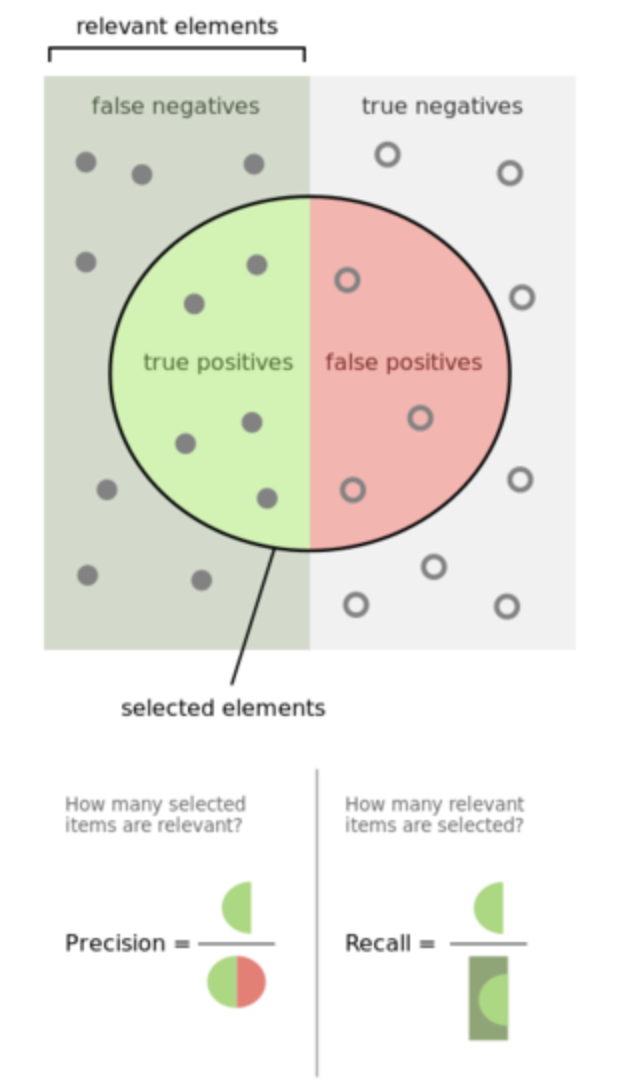 relevant elements
false negatives
true negatives
true positives
false positives
selected elements
How many selected
items are relevant?
Precision =
How many relevant
items are selected?
Recall =